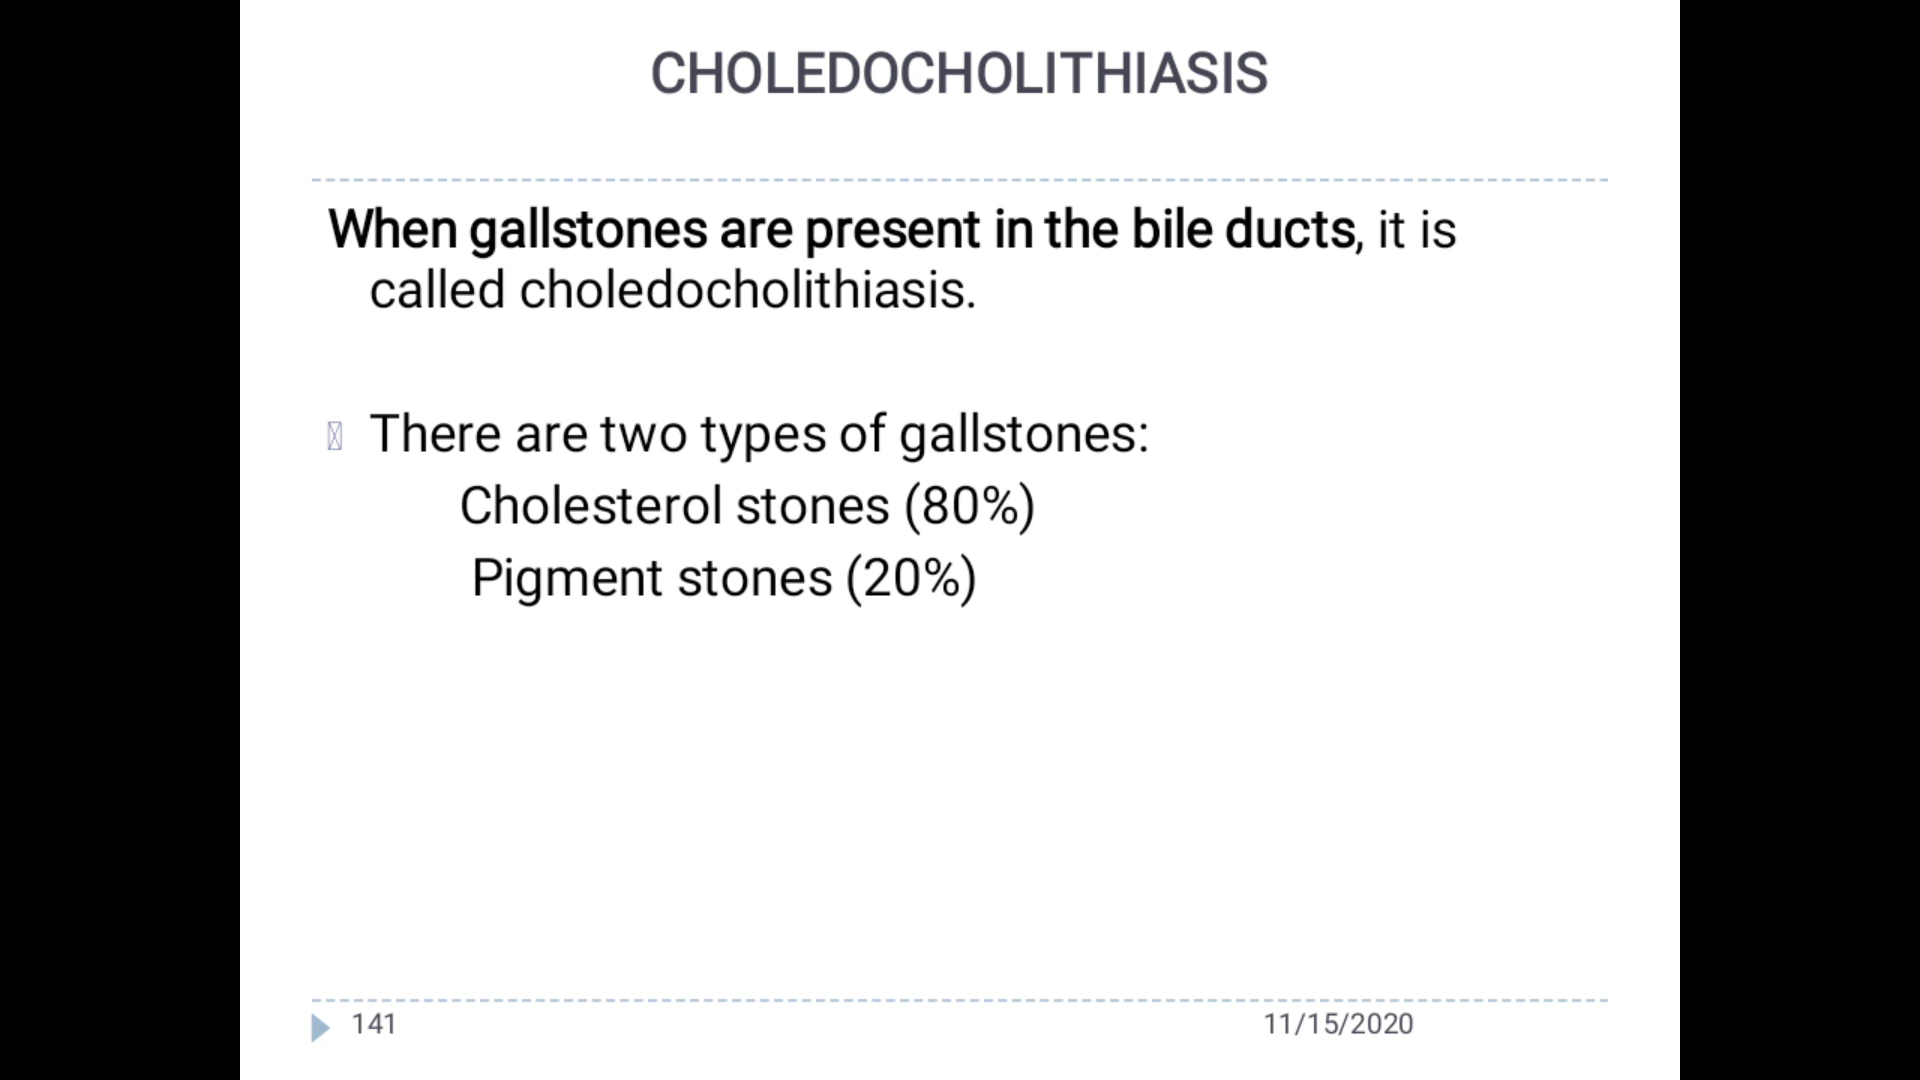 CHOLEDOCHOLITHIASIS
When gallstones are present in the bile ducts, it is
called choledocholithiasis.
There are two types of gallstones:
Cholesterol stones (80%)
Pigment stones (20%)
141
11/15/2020